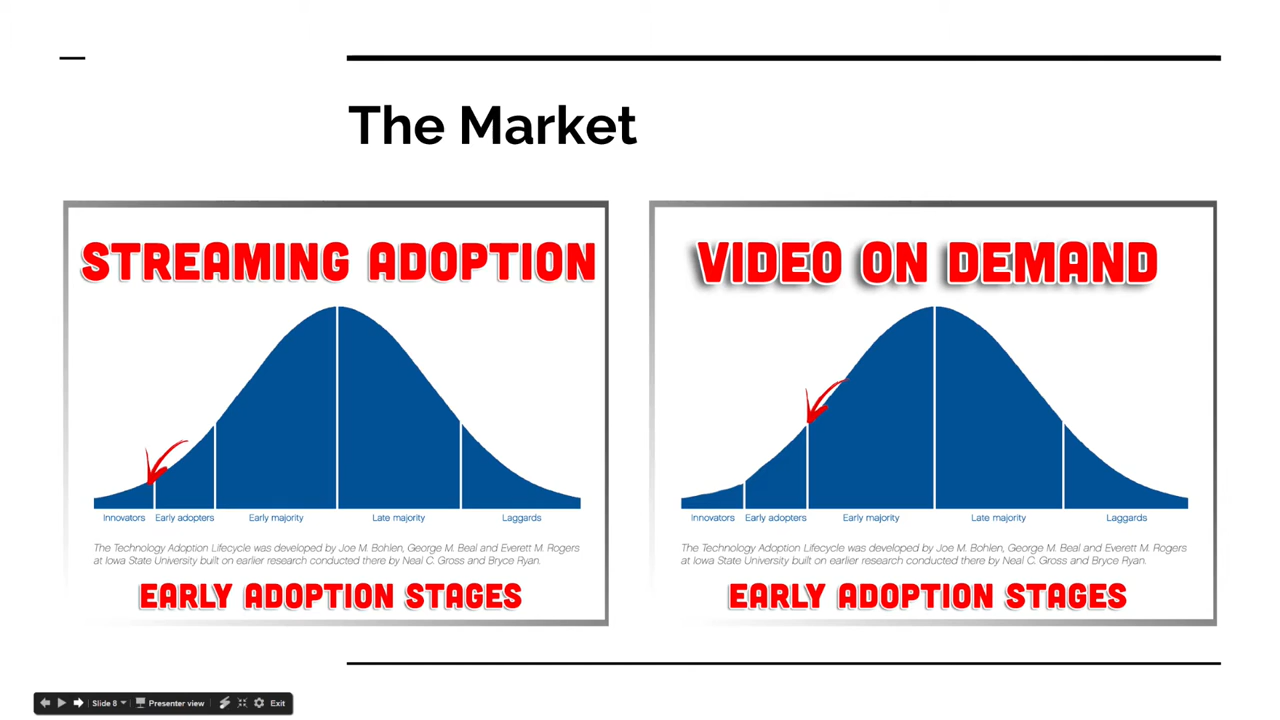 The Market
STREAMING ADOPTION
Innovators Early adopters Early majority Late majority Laggards
The Technology Adoption Lifecycle was developed by Joe M. Bohlen, George M. Beal and Everett M. Rogers
at Iowa State University built on earlier research conducted there by Neal C. Gross and Bryce Ryan.
EARLY ADOPTION STAGES
VIDEO ON DEMAND
Innovators Early adopters Early majority Late majority Laggards
The Technology Adoption Lifecycle was developed by Joe M. Bohlen, George M. Beal and Everett M. Rogers
at Iowa State University built on earlier research conducted there by Neal C. Gross and Bryce Ryan.
EARLY ADOPTION STAGES
Slide 8 Presenter view Exit